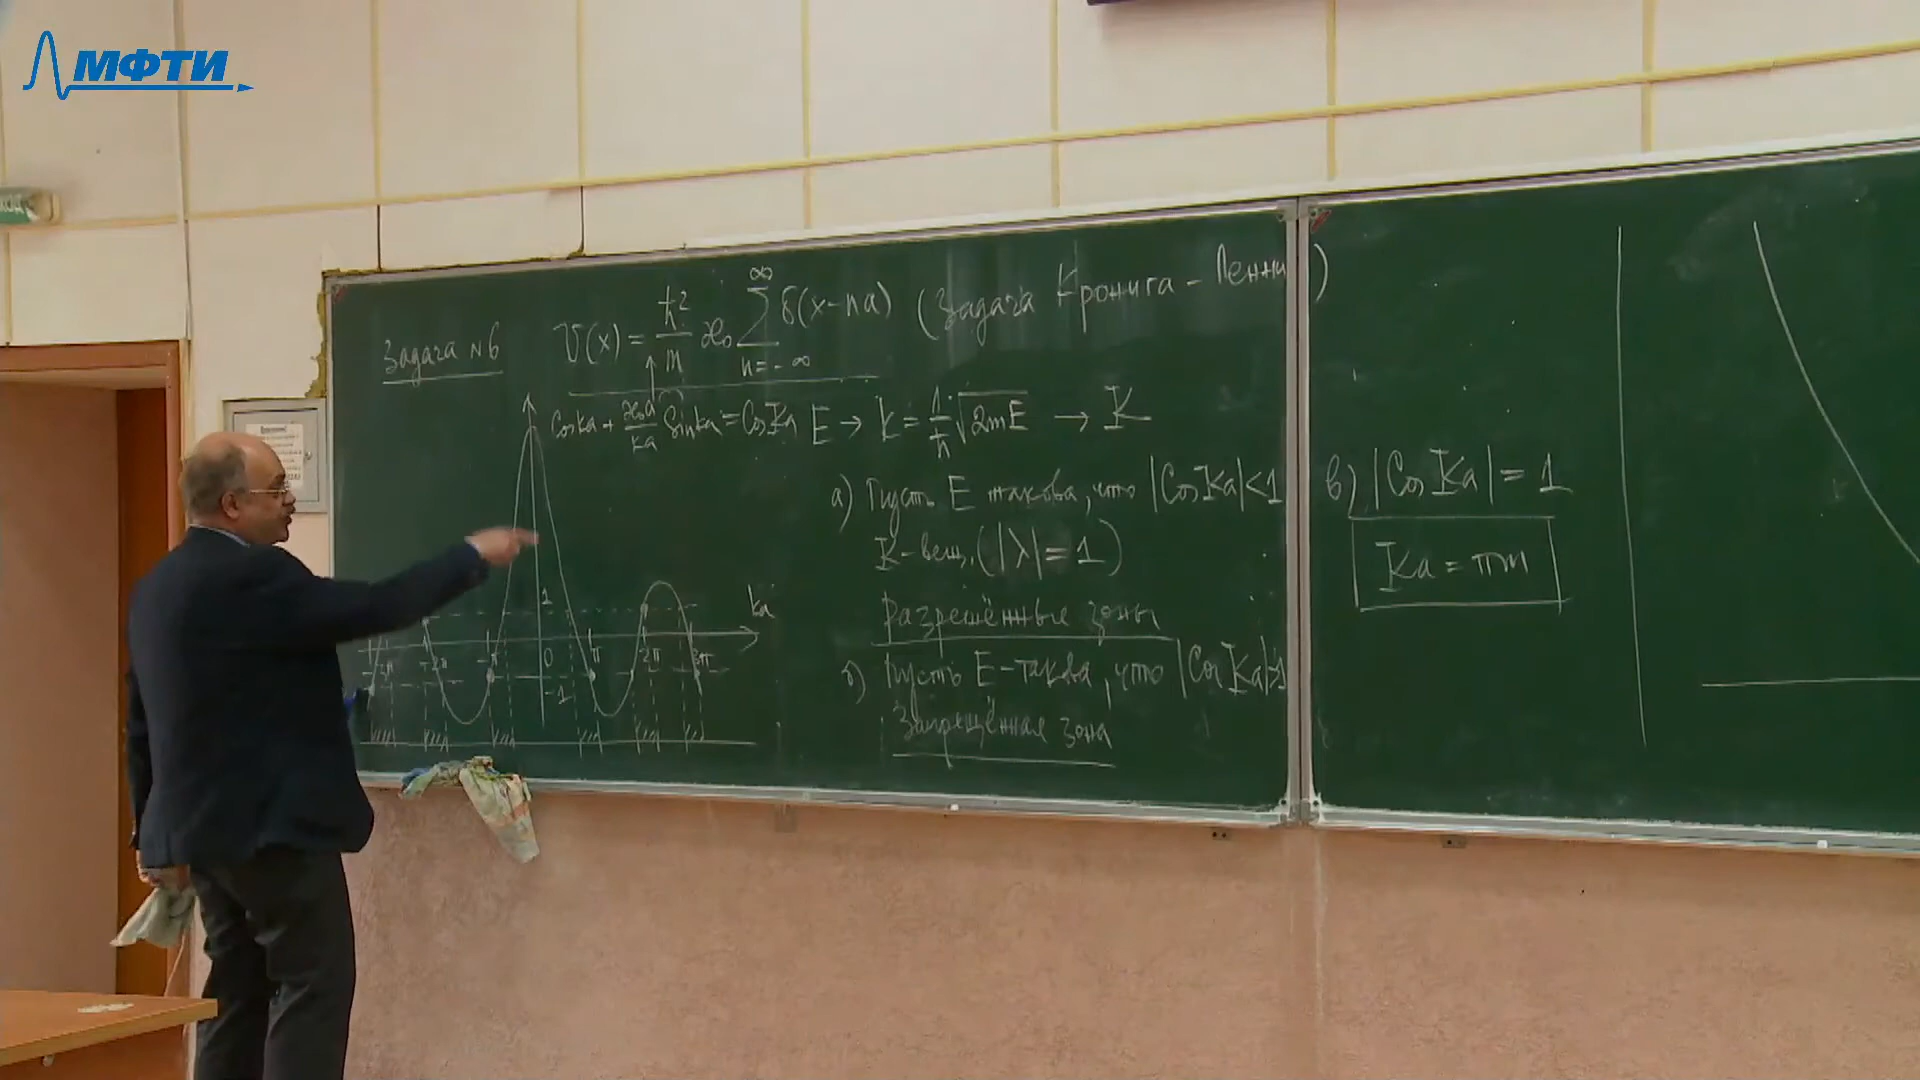 МФТИ
Задача №6
V(x) = ℏ²/m æ₀ ∑_{n=-∞}^{∞} δ(x-na) (Задача Кронига-Пенни)
cos ka + æ₀a/ka sin ka = Cos Ka E → k = 1/ℏ √2mE → K
а) Пусть E такова, что |Cos Ka| < 1
K-вещ. (|λ| = 1)
Разрешённые зоны
б) Пусть E-такова, что |Cos Ka|>1
Запрещённая зона
в) |Cos Ka| = 1
Ka = πm
1
ka
-2π -π 0 π 2π 3π
-1